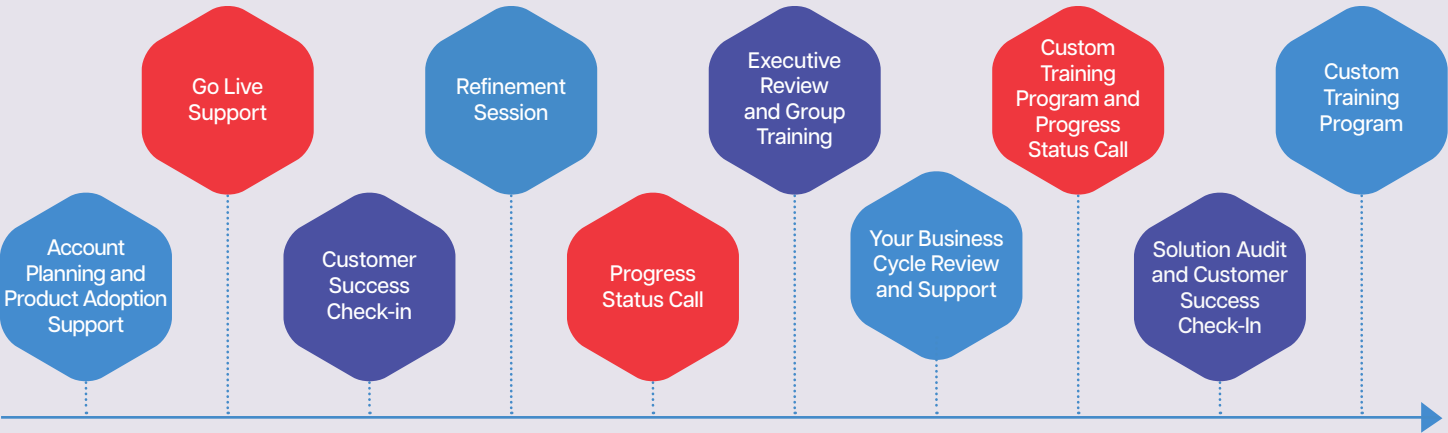 Account
Planning and
Product Adoption
Support
Go Live
Support
Customer
Success
Check-in
Refinement
Session
Progress
Status Call
Executive
Review
and Group
Training
Your Business
Cycle Review
and Support
Custom
Training
Program and
Progress
Status Call
Solution Audit
and Customer
Success
Check-In
Custom
Training
Program